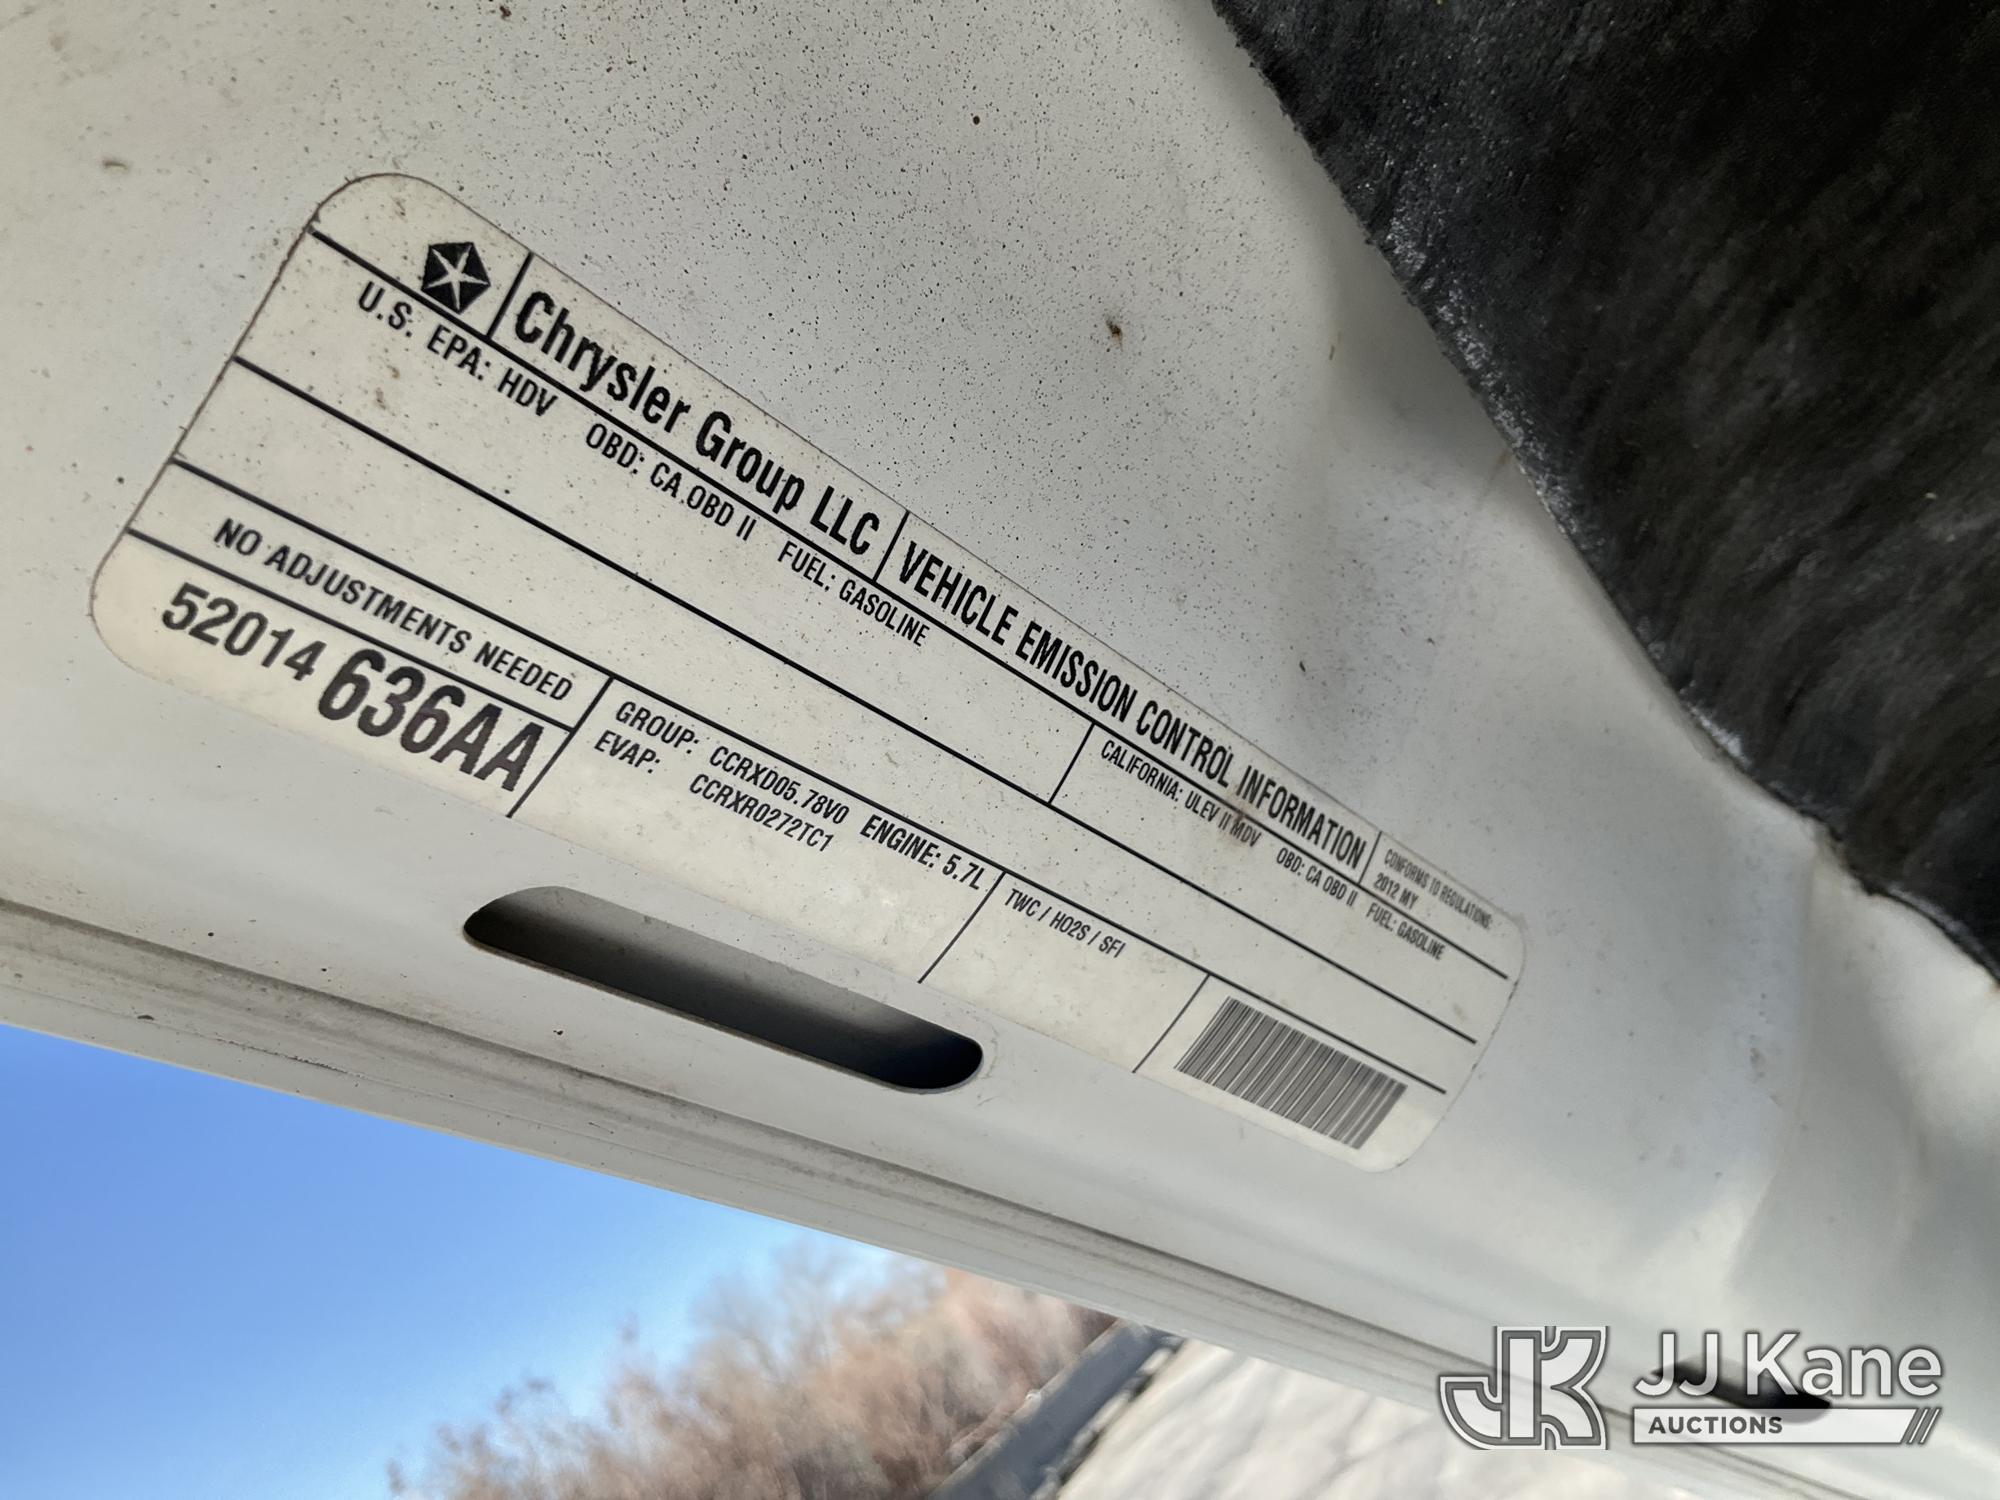 Chrysler Group LLC VEHICLE EMISSION CONTROL INFORMATION
CONFORMS TO REGULATIONS:
2012 MY
U.S. EPA: HDV OBD: CA OBD II FUEL: GASOLINE
CALIFORNIA: ULEV II MDV OBD: CA OBD II FUEL: GASOLINE
NO ADJUSTMENTS NEEDED
52014636AA
GROUP: CCRXD05.78V0 ENGINE: 5.7L
EVAP: CCRXR0272TC1
TWC / HO2S / SFI
JK
JJ Kane
AUCTIONS